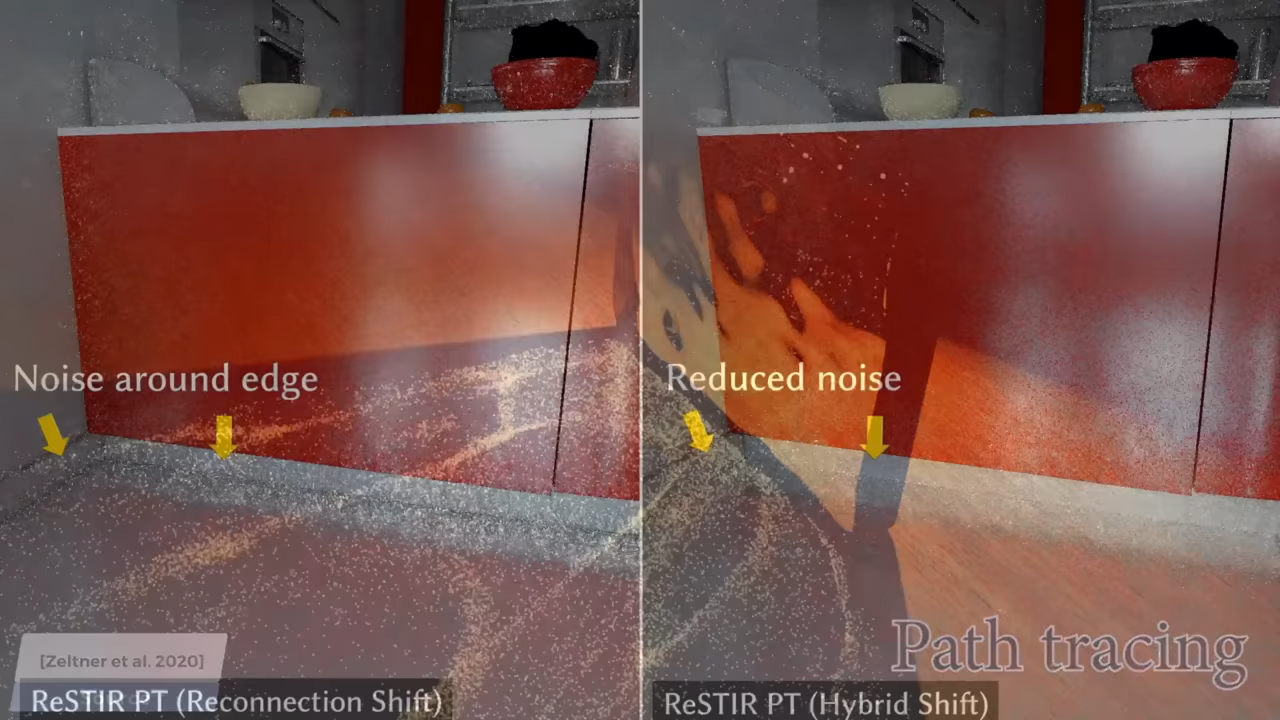 Noise around edge
Reduced noise
Path tracing
[Zeltner et al. 2020]
ReSTIR PT (Reconnection Shift)
ReSTIR PT (Hybrid Shift)